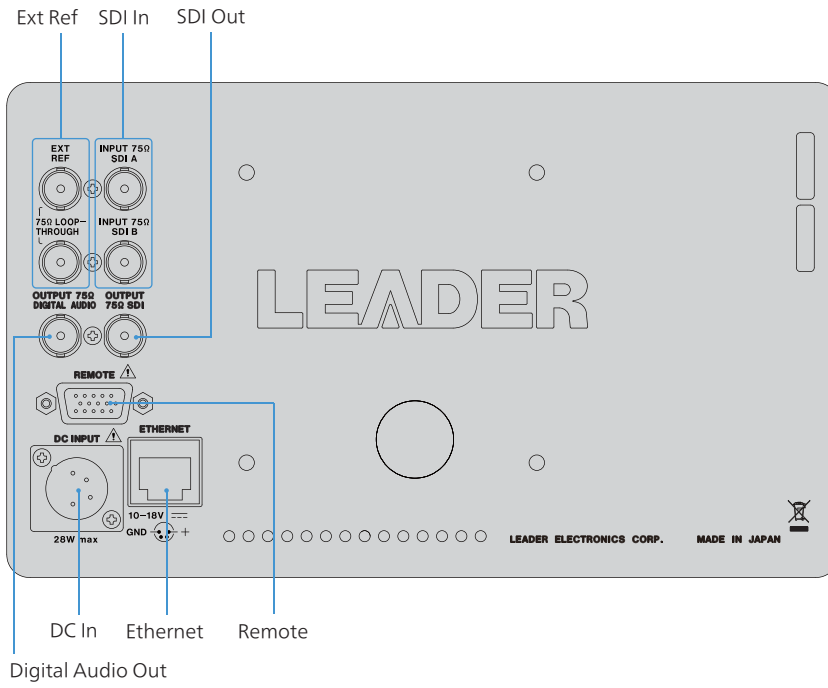 Ext Ref
SDI In
SDI Out
EXT
REF
INPUT 75Ω
SDI A
75Ω LOOP-
THROUGH
INPUT 75Ω
SDI B
LEADER
OUTPUT 75Ω
DIGITAL AUDIO
OUTPUT
75Ω SDI
REMOTE
DC INPUT
ETHERNET
10-18V
GND
+
28W max
LEADER ELECTRONICS CORP.
MADE IN JAPAN
DC In
Ethernet
Remote
Digital Audio Out